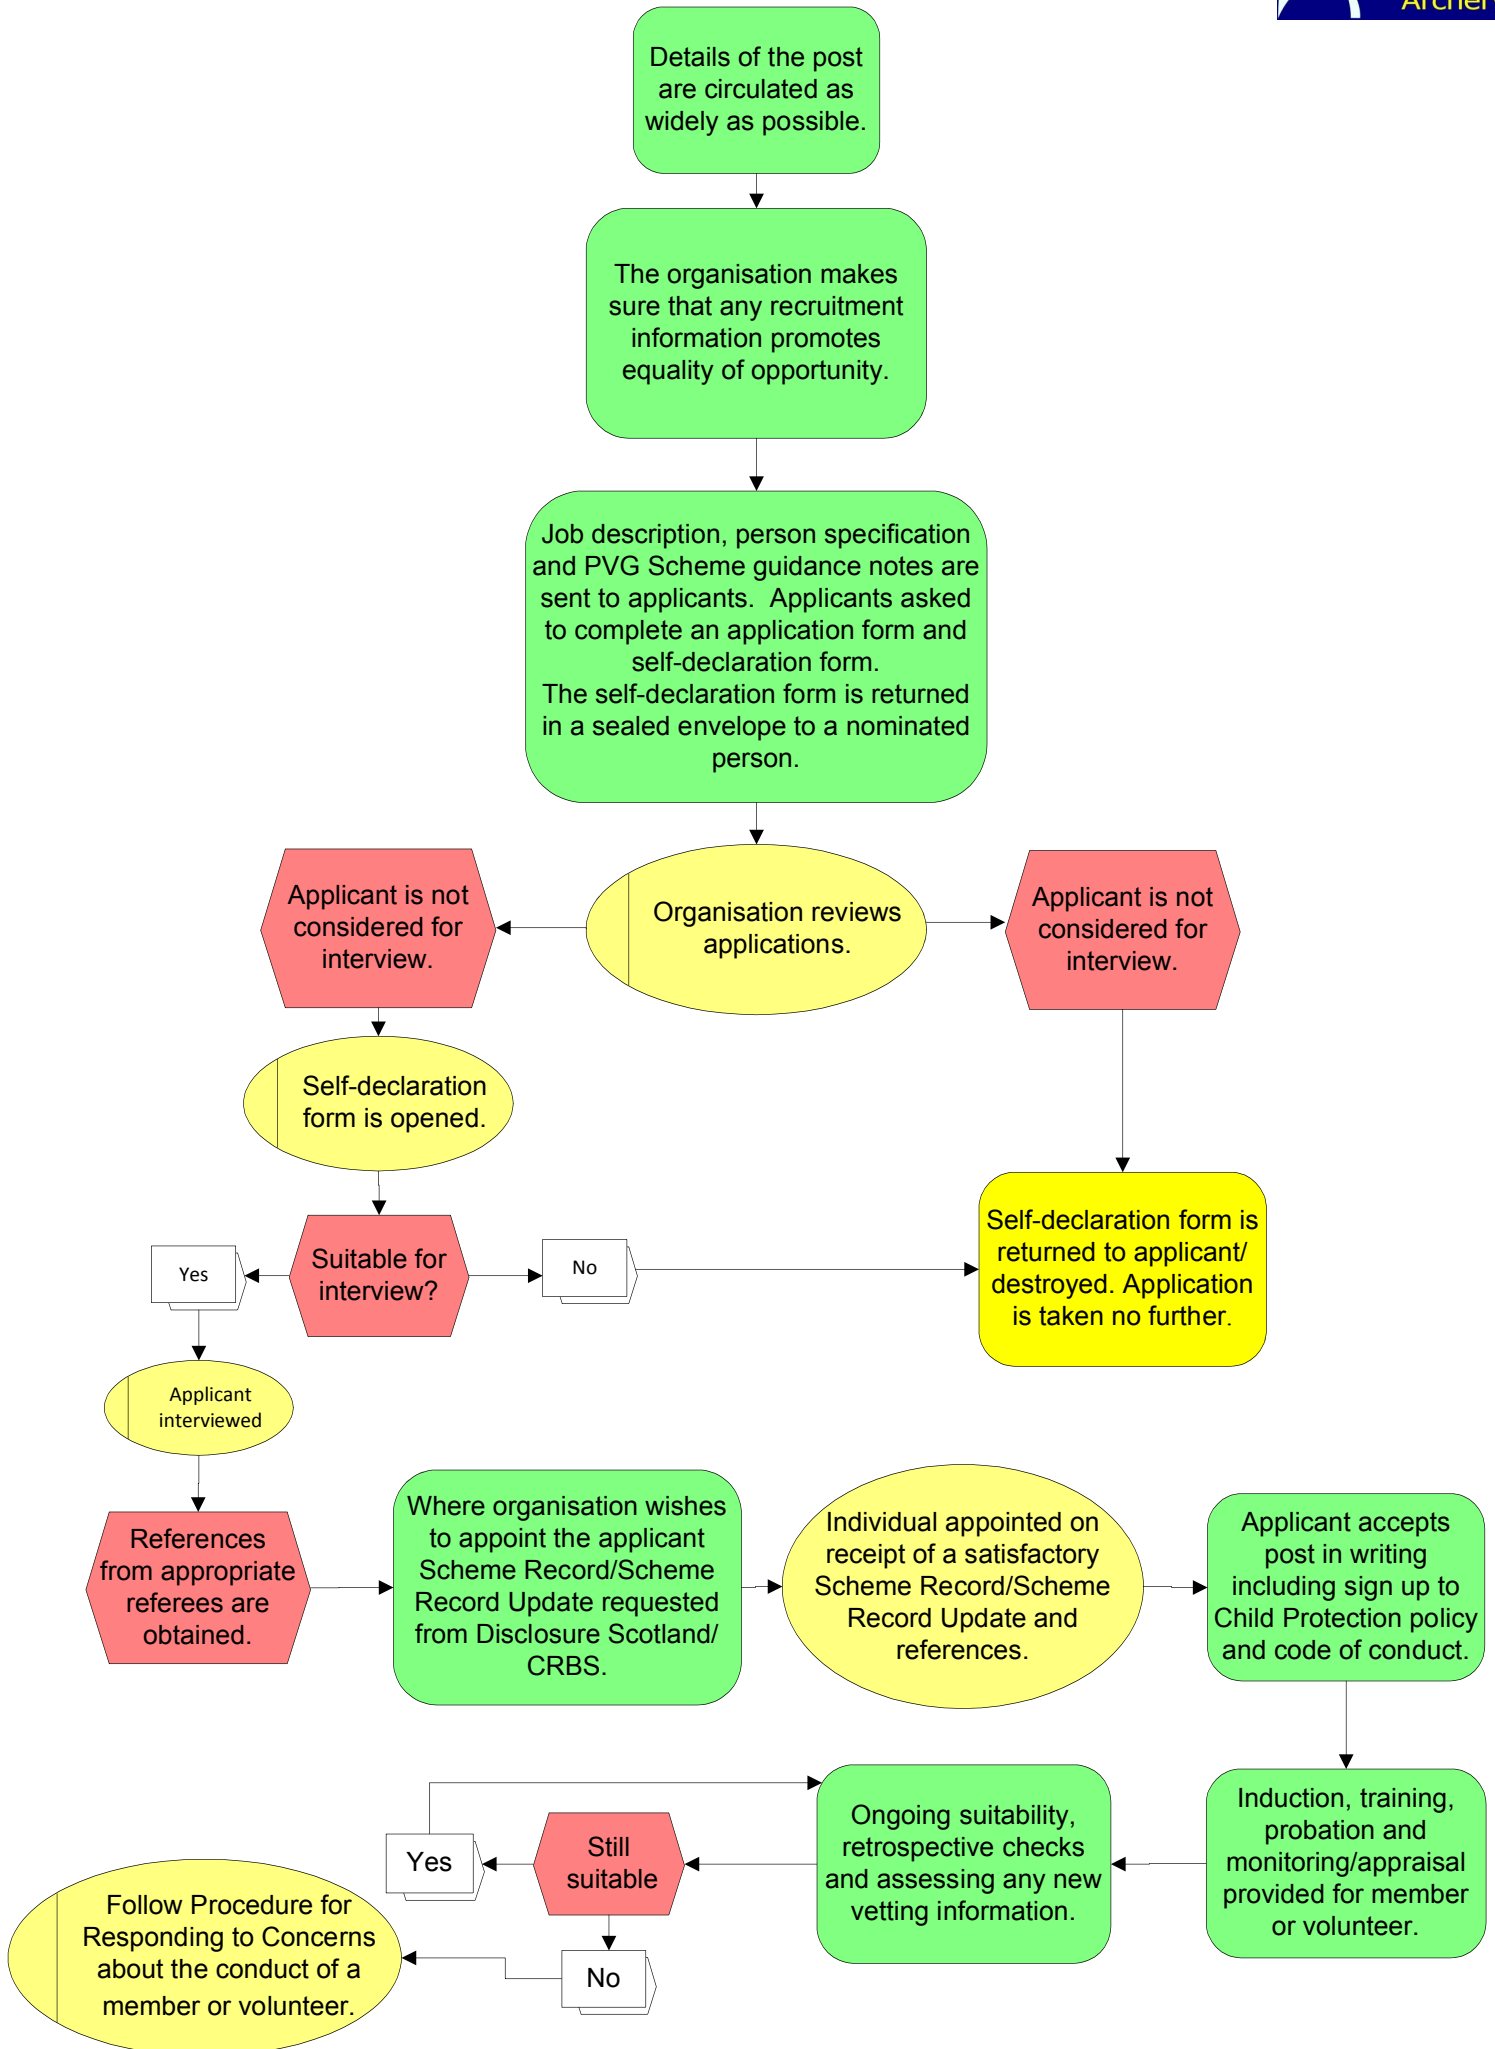 Details of the post
are circulated as
widely as possible.
The organisation makes
sure that any recruitment
information promotes
equality of opportunity.
Job description, person specification
and PVG Scheme guidance notes are
sent to applicants.  Applicants asked
to complete an application form and
self-declaration form.
The self-declaration form is returned
in a sealed envelope to a nominated
person.
Applicant is not
considered for
interview.
Organisation reviews
applications.
Applicant is not
considered for
interview.
Self-declaration
form is opened.
Suitable for
interview?
Yes
No
Self-declaration form is
returned to applicant/
destroyed. Application
is taken no further.
Applicant
interviewed
References
from appropriate
referees are
obtained.
Where organisation wishes
to appoint the applicant
Scheme Record/Scheme
Record Update requested
from Disclosure Scotland/
CRBS.
Individual appointed on
receipt of a satisfactory
Scheme Record/Scheme
Record Update and
references.
Applicant accepts
post in writing
including sign up to
Child Protection policy
and code of conduct.
Induction, training,
probation and
monitoring/appraisal
provided for member
or volunteer.
Ongoing suitability,
retrospective checks
and assessing any new
vetting information.
Still
suitable
Yes
No
Follow Procedure for
Responding to Concerns
about the conduct of a
member or volunteer.